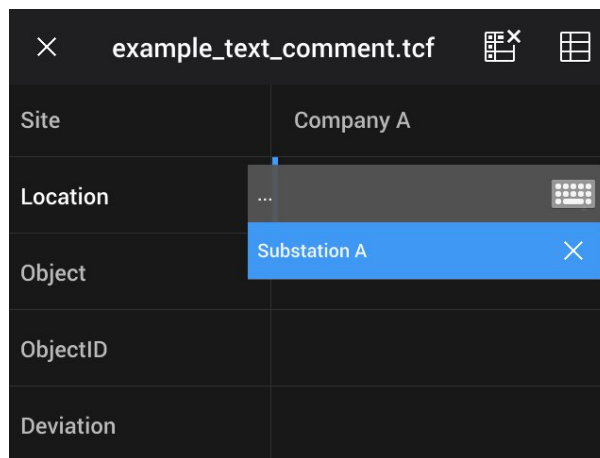 example_text_comment.tcf
Site
Company A
Location
...
Substation A
Object
ObjectID
Deviation